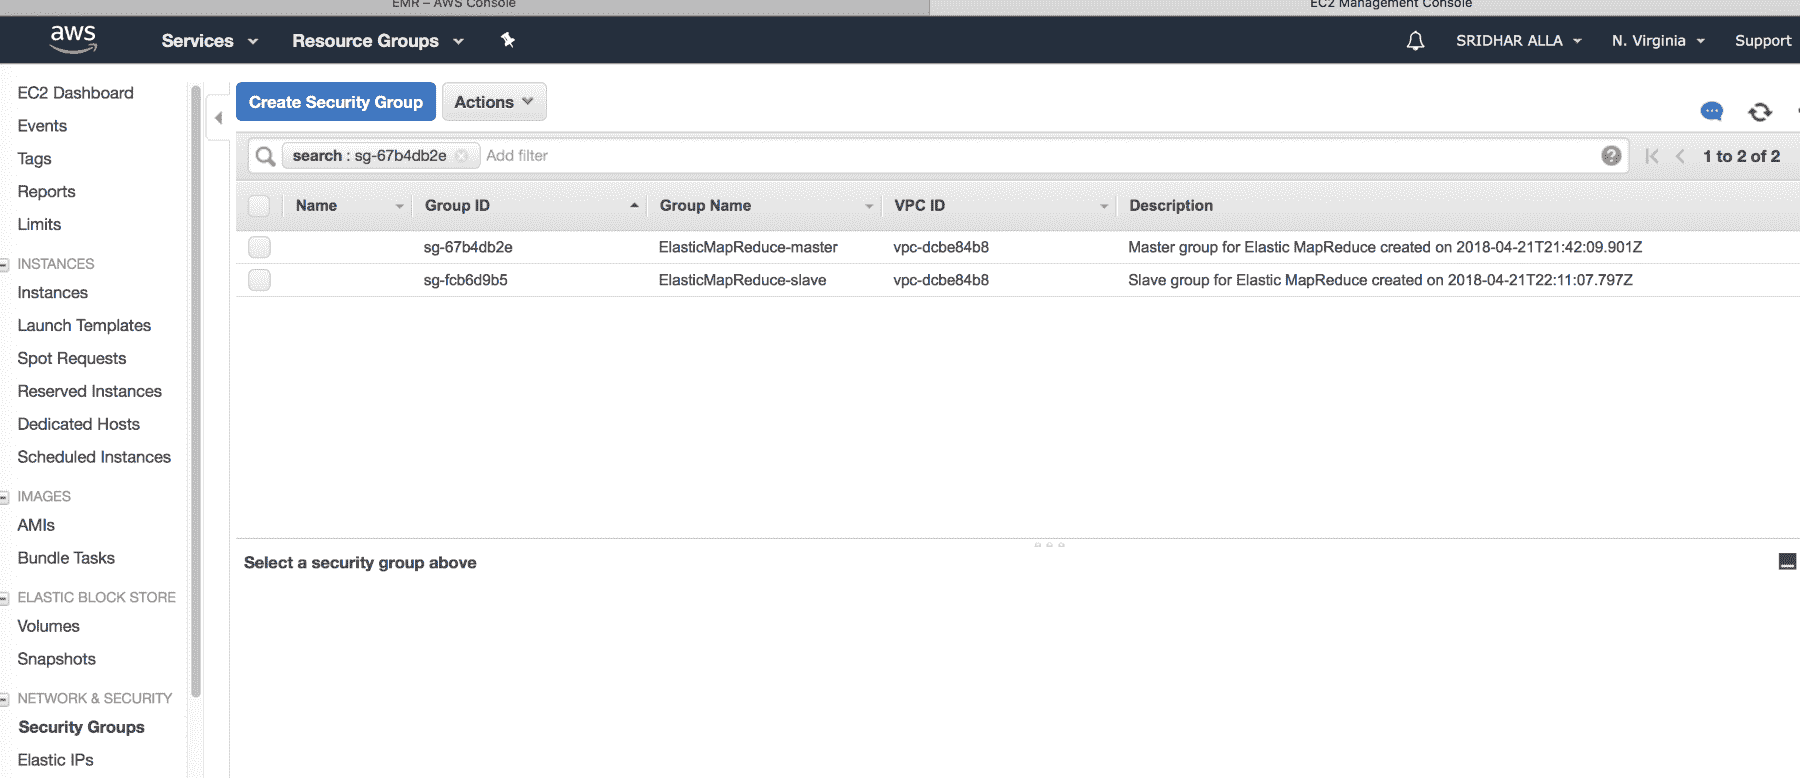 EMR – AWS Console
EC2 Management Console
aws Services Resource Groups SRIDHAR ALLA N. Virginia Support
EC2 Dashboard
Events
Tags
Reports
Limits
INSTANCES
Instances
Launch Templates
Spot Requests
Reserved Instances
Dedicated Hosts
Scheduled Instances
IMAGES
AMIs
Bundle Tasks
ELASTIC BLOCK STORE
Volumes
Snapshots
NETWORK & SECURITY
Security Groups
Elastic IPs
Create Security Group Actions
search : sg-67b4db2e Add filter 1 to 2 of 2
Name Group ID Group Name VPC ID Description
sg-67b4db2e ElasticMapReduce-master vpc-dcbe84b8 Master group for Elastic MapReduce created on 2018-04-21T21:42:09.901Z
sg-fcb6d9b5 ElasticMapReduce-slave vpc-dcbe84b8 Slave group for Elastic MapReduce created on 2018-04-21T22:11:07.797Z
Select a security group above